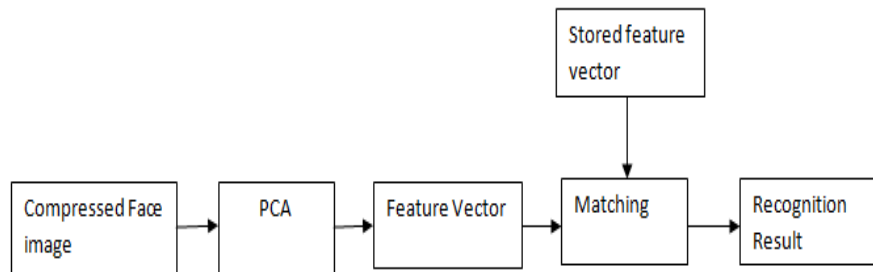 Stored feature
vector
Compressed Face
image
PCA
Feature Vector
Matching
Recognition
Result